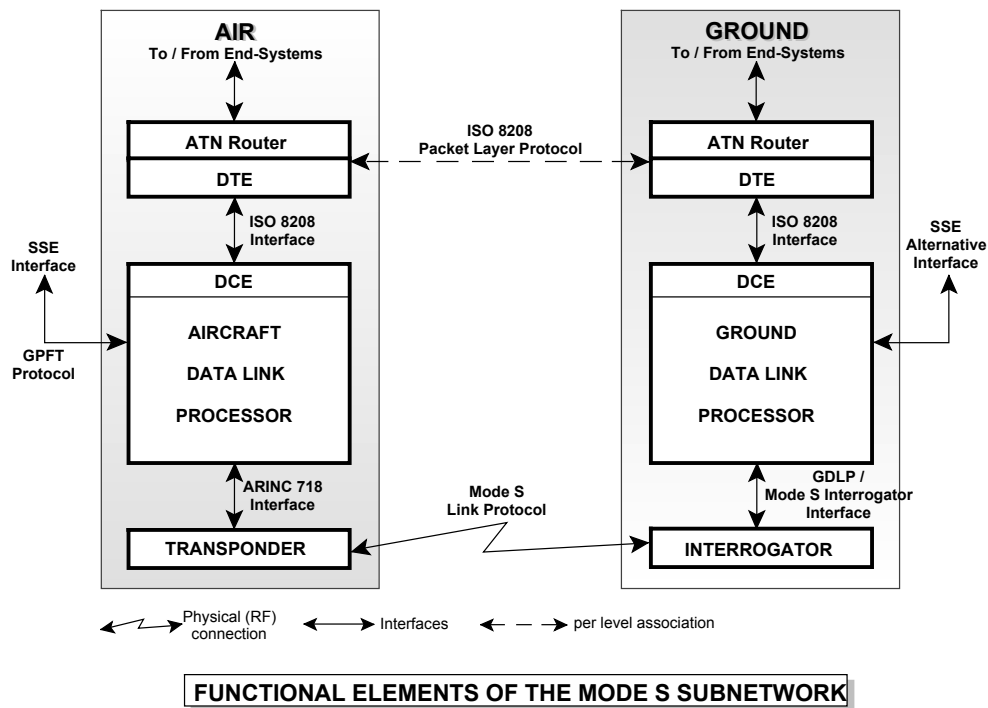 AIR
To / From End-Systems
GROUND
To / From End-Systems
ATN Router
DTE
ISO 8208
Packet Layer Protocol
ATN Router
DTE
ISO 8208
Interface
ISO 8208
Interface
SSE
Interface
SSE
Alternative
Interface
DCE
AIRCRAFT
DATA LINK
PROCESSOR
DCE
GROUND
DATA LINK
PROCESSOR
GPFT
Protocol
ARINC 718
Interface
Mode S
Link Protocol
GDLP /
Mode S Interrogator
Interface
TRANSPONDER
INTERROGATOR
Physical (RF)
connection
Interfaces
per level association
FUNCTIONAL ELEMENTS OF THE MODE S SUBNETWORK